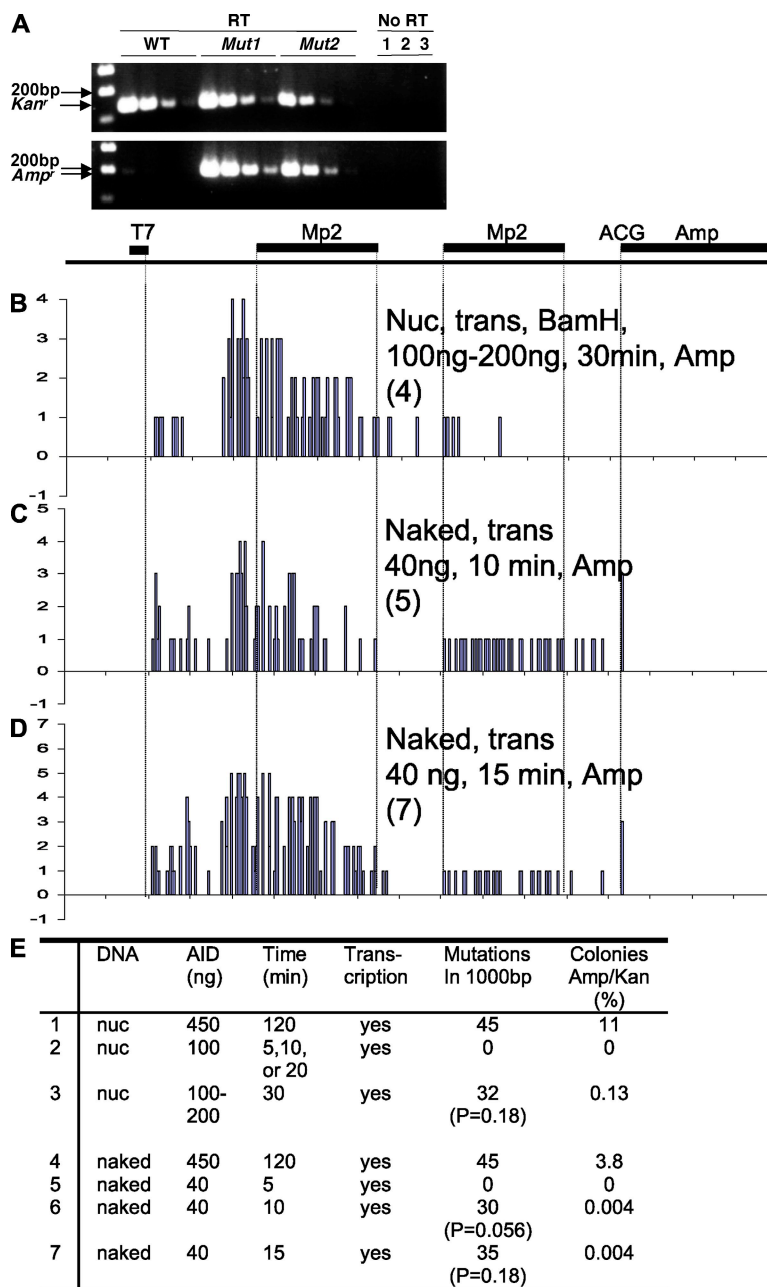 A
RT
No RT
WT Mut1 Mut2 1 2 3
200bp
Kanr
200bp
Ampr
T7 Mp2 Mp2 ACG Amp
B
4
3
2
1
0
-1
Nuc, trans, BamH,
100ng-200ng, 30min, Amp
(4)
C
5
4
3
2
1
0
-1
Naked, trans
40ng, 10 min, Amp
(5)
D
7
6
5
4
3
2
1
0
-1
Naked, trans
40 ng, 15 min, Amp
(7)
E
DNA AID Time Trans- Mutations Colonies
(ng) (min) cription In 1000bp Amp/Kan
(%)
1 nuc 450 120 yes 45 11
2 nuc 100 5,10, yes 0 0
or 20
3 nuc 100- 30 yes 32 0.13
200 (P=0.18)
4 naked 450 120 yes 45 3.8
5 naked 40 5 yes 0 0
6 naked 40 10 yes 30 0.004
(P=0.056)
7 naked 40 15 yes 35 0.004
(P=0.18)